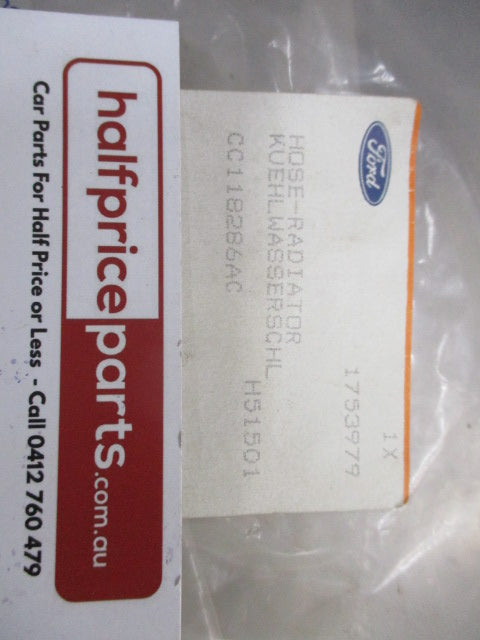 Ford
1X
1753979
HOSE-RADIATOR
KUEHLWASSERSCHL
CC118286AC
H51501
halfpriceparts.com.au
Car Parts For Half Price or Less - Call 0412 760 479